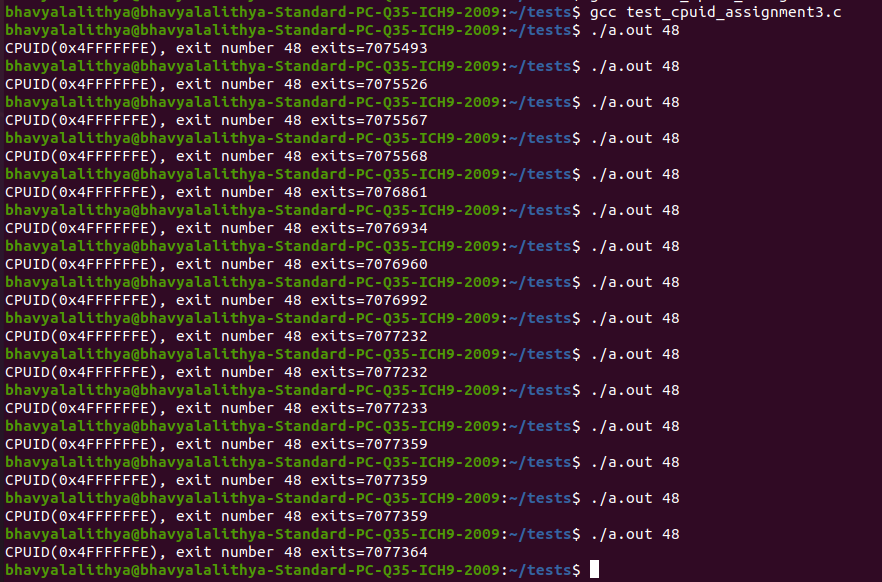 bhavyalalithya@bhavyalalithya-Standard-PC-Q35-ICH9-2009:~/tests$ gcc test_cpuid_assignment3.c
bhavyalalithya@bhavyalalithya-Standard-PC-Q35-ICH9-2009:~/tests$ ./a.out 48
CPUID(0x4FFFFFFE), exit number 48 exits=7075493
bhavyalalithya@bhavyalalithya-Standard-PC-Q35-ICH9-2009:~/tests$ ./a.out 48
CPUID(0x4FFFFFFE), exit number 48 exits=7075526
bhavyalalithya@bhavyalalithya-Standard-PC-Q35-ICH9-2009:~/tests$ ./a.out 48
CPUID(0x4FFFFFFE), exit number 48 exits=7075567
bhavyalalithya@bhavyalalithya-Standard-PC-Q35-ICH9-2009:~/tests$ ./a.out 48
CPUID(0x4FFFFFFE), exit number 48 exits=7075568
bhavyalalithya@bhavyalalithya-Standard-PC-Q35-ICH9-2009:~/tests$ ./a.out 48
CPUID(0x4FFFFFFE), exit number 48 exits=7076861
bhavyalalithya@bhavyalalithya-Standard-PC-Q35-ICH9-2009:~/tests$ ./a.out 48
CPUID(0x4FFFFFFE), exit number 48 exits=7076934
bhavyalalithya@bhavyalalithya-Standard-PC-Q35-ICH9-2009:~/tests$ ./a.out 48
CPUID(0x4FFFFFFE), exit number 48 exits=7076960
bhavyalalithya@bhavyalalithya-Standard-PC-Q35-ICH9-2009:~/tests$ ./a.out 48
CPUID(0x4FFFFFFE), exit number 48 exits=7076992
bhavyalalithya@bhavyalalithya-Standard-PC-Q35-ICH9-2009:~/tests$ ./a.out 48
CPUID(0x4FFFFFFE), exit number 48 exits=7077232
bhavyalalithya@bhavyalalithya-Standard-PC-Q35-ICH9-2009:~/tests$ ./a.out 48
CPUID(0x4FFFFFFE), exit number 48 exits=7077232
bhavyalalithya@bhavyalalithya-Standard-PC-Q35-ICH9-2009:~/tests$ ./a.out 48
CPUID(0x4FFFFFFE), exit number 48 exits=7077233
bhavyalalithya@bhavyalalithya-Standard-PC-Q35-ICH9-2009:~/tests$ ./a.out 48
CPUID(0x4FFFFFFE), exit number 48 exits=7077359
bhavyalalithya@bhavyalalithya-Standard-PC-Q35-ICH9-2009:~/tests$ ./a.out 48
CPUID(0x4FFFFFFE), exit number 48 exits=7077359
bhavyalalithya@bhavyalalithya-Standard-PC-Q35-ICH9-2009:~/tests$ ./a.out 48
CPUID(0x4FFFFFFE), exit number 48 exits=7077359
bhavyalalithya@bhavyalalithya-Standard-PC-Q35-ICH9-2009:~/tests$ ./a.out 48
CPUID(0x4FFFFFFE), exit number 48 exits=7077364
bhavyalalithya@bhavyalalithya-Standard-PC-Q35-ICH9-2009:~/tests$